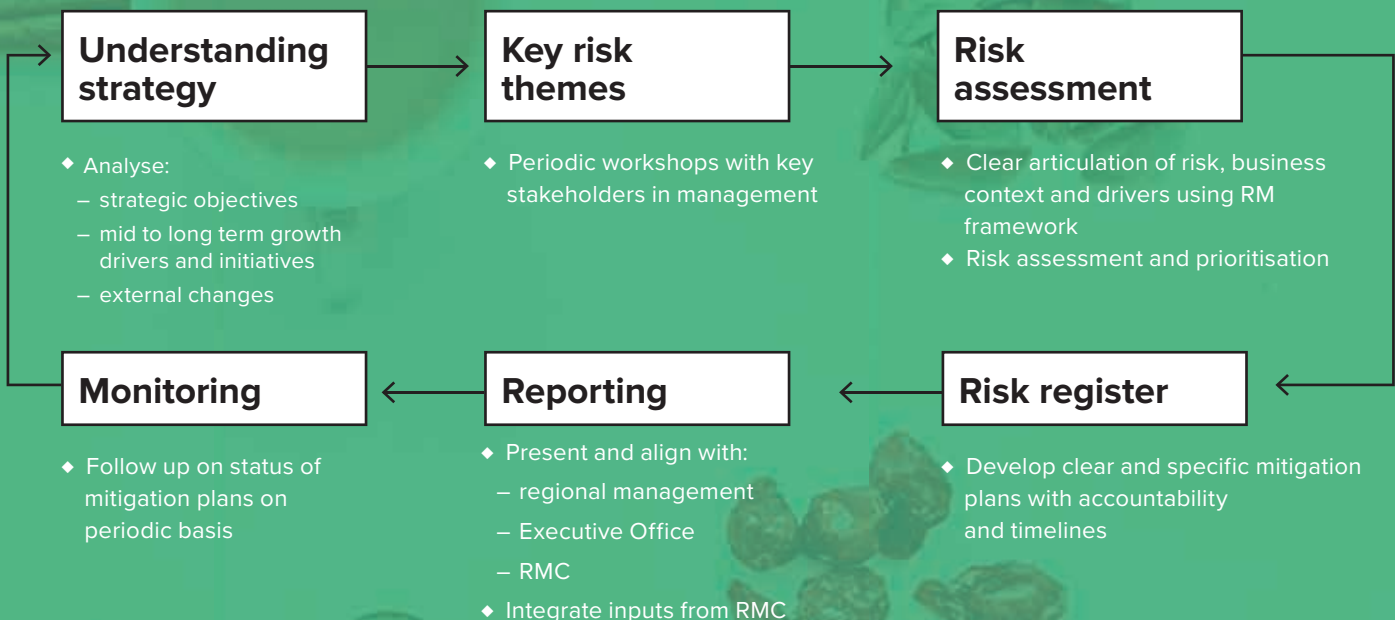 Understanding
strategy
◆ Analyse:
– strategic objectives
– mid to long term growth
drivers and initiatives
– external changes
Key risk
themes
◆ Periodic workshops with key
stakeholders in management
Risk
assessment
◆ Clear articulation of risk, business
context and drivers using RM
framework
◆ Risk assessment and prioritisation
Risk register
◆ Develop clear and specific mitigation
plans with accountability
and timelines
Reporting
◆ Present and align with:
– regional management
– Executive Office
– RMC
◆ Integrate inputs from RMC
Monitoring
◆ Follow up on status of
mitigation plans on
periodic basis